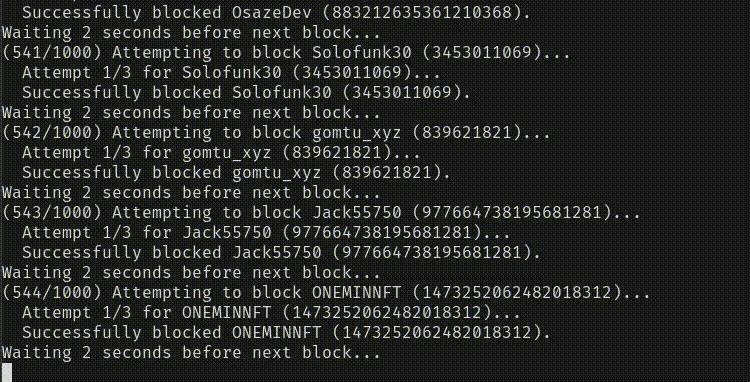 Successfully blocked OsazeDev (883212635361210368).
Waiting 2 seconds before next block...
(541/1000) Attempting to block Solofunk30 (3453011069)...
  Attempt 1/3 for Solofunk30 (3453011069)...
  Successfully blocked Solofunk30 (3453011069).
Waiting 2 seconds before next block...
(542/1000) Attempting to block gomtu_xyz (839621821)...
  Attempt 1/3 for gomtu_xyz (839621821)...
  Successfully blocked gomtu_xyz (839621821).
Waiting 2 seconds before next block...
(543/1000) Attempting to block Jack55750 (977664738195681281)...
  Attempt 1/3 for Jack55750 (977664738195681281)...
  Successfully blocked Jack55750 (977664738195681281).
Waiting 2 seconds before next block...
(544/1000) Attempting to block ONEMINNFT (1473252062482018312)...
  Attempt 1/3 for ONEMINNFT (1473252062482018312)...
  Successfully blocked ONEMINNFT (1473252062482018312).
Waiting 2 seconds before next block...